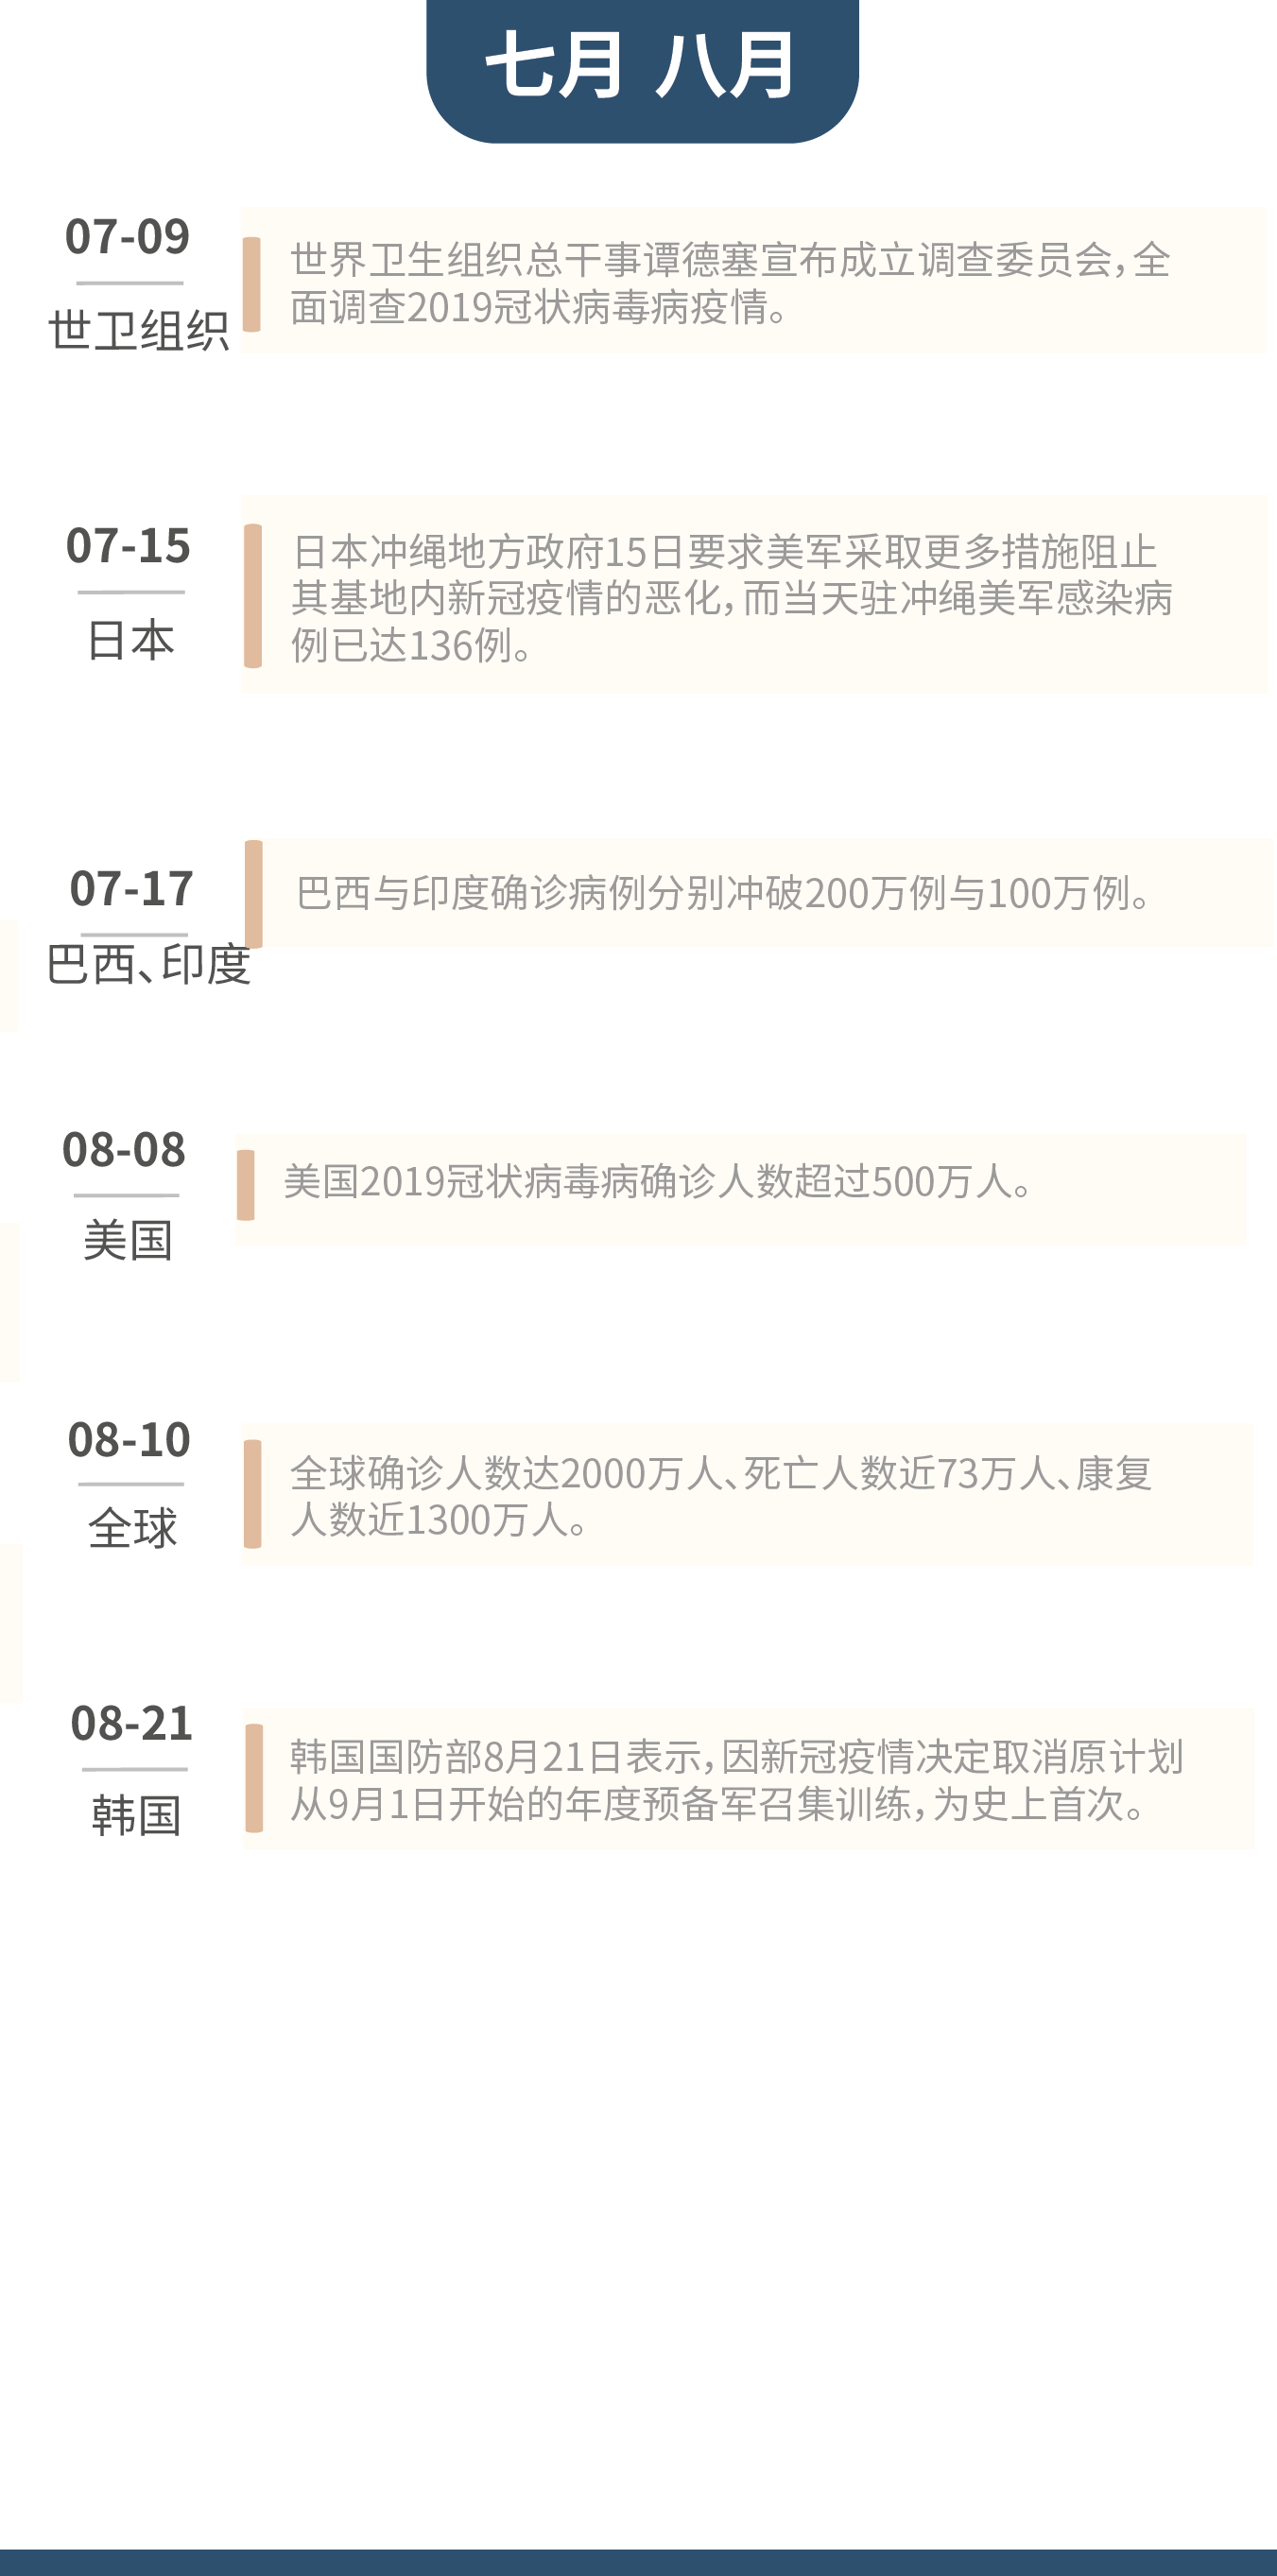 七月 八月
07-09
世卫组织
世界卫生组织总干事谭德塞宣布成立调查委员会，全
面调查2019冠状病毒病疫情。
07-15
日本
日本冲绳地方政府15日要求美军采取更多措施阻止
其基地内新冠疫情的恶化，而当天驻冲绳美军感染病
例已达136例。
07-17
巴西、印度
巴西与印度确诊病例分别冲破200万例与100万例。
08-08
美国
美国2019冠状病毒病确诊人数超过500万人。
08-10
全球
全球确诊人数达2000万人、死亡人数近73万人、康复
人数近1300万人。
08-21
韩国
韩国国防部8月21日表示，因新冠疫情决定取消原计划
从9月1日开始的年度预备军召集训练，为史上首次。